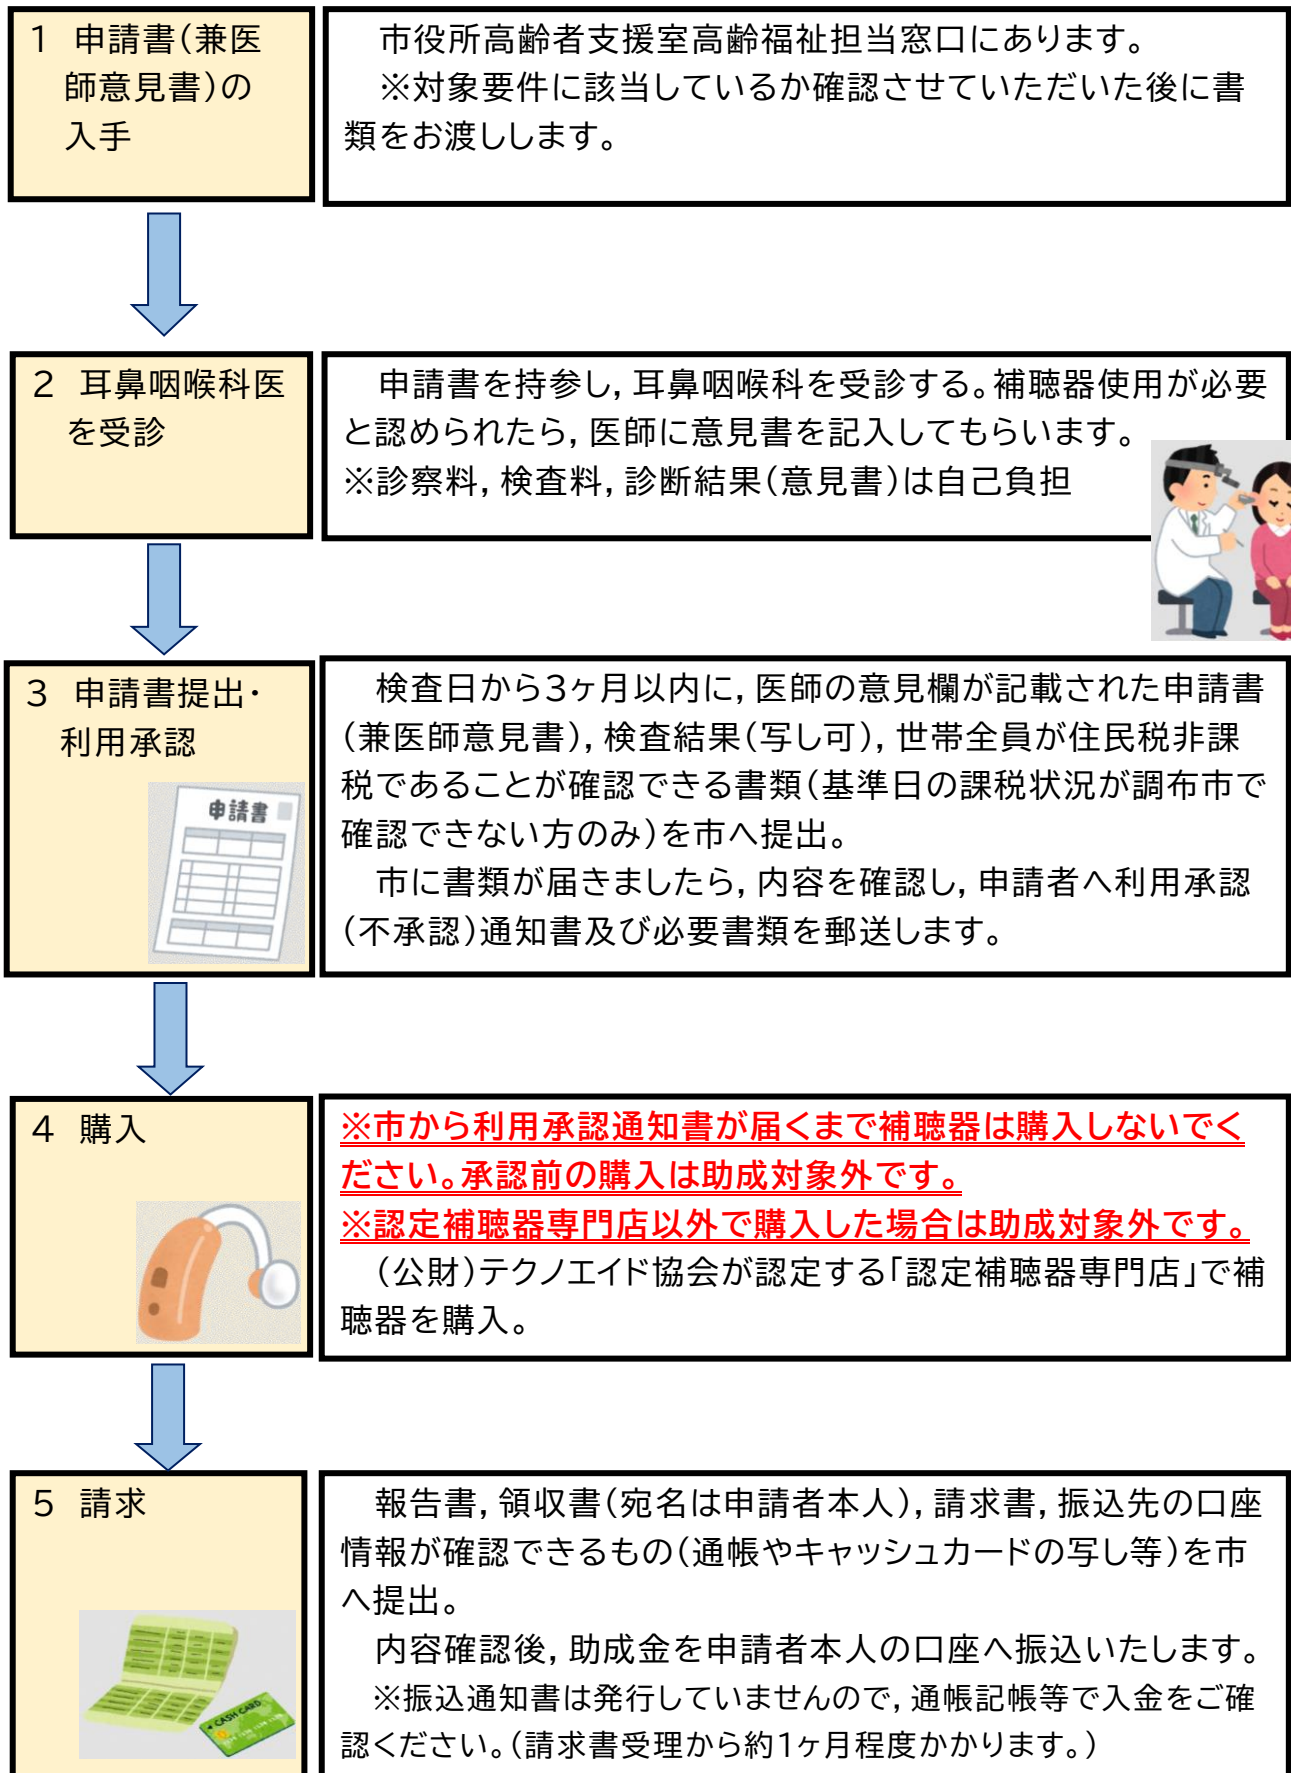 1 申請書(兼医
師意見書)の
入手
市役所高齢者支援室高齢福祉担当窓口にあります。
※対象要件に該当しているか確認させていただいた後に書
類をお渡しします。
2 耳鼻咽喉科医
を受診
申請書を持参し,耳鼻咽喉科を受診する。補聴器使用が必要
と認められたら,医師に意見書を記入してもらいます。
※診察料,検査料,診断結果(意見書)は自己負担
3 申請書提出・
利用承認
申請書
検査日から3ヶ月以内に,医師の意見欄が記載された申請書
(兼医師意見書),検査結果(写し可),世帯全員が住民税非課
税であることが確認できる書類(基準日の課税状況が調布市で
確認できない方のみ)を市へ提出。
市に書類が届きましたら,内容を確認し,申請者へ利用承認
(不承認)通知書及び必要書類を郵送します。
4 購入
※市から利用承認通知書が届くまで補聴器は購入しないでく
ださい。承認前の購入は助成対象外です。
※認定補聴器専門店以外で購入した場合は助成対象外です。
(公財)テクノエイド協会が認定する「認定補聴器専門店」で補
聴器を購入。
5 請求
CASH CARD
報告書,領収書(宛名は申請者本人),請求書,振込先の口座
情報が確認できるもの(通帳やキャッシュカードの写し等)を市
へ提出。
内容確認後,助成金を申請者本人の口座へ振込いたします。
※振込通知書は発行していませんので,通帳記帳等で入金をご確
認ください。(請求書受理から約1ヶ月程度かかります。)